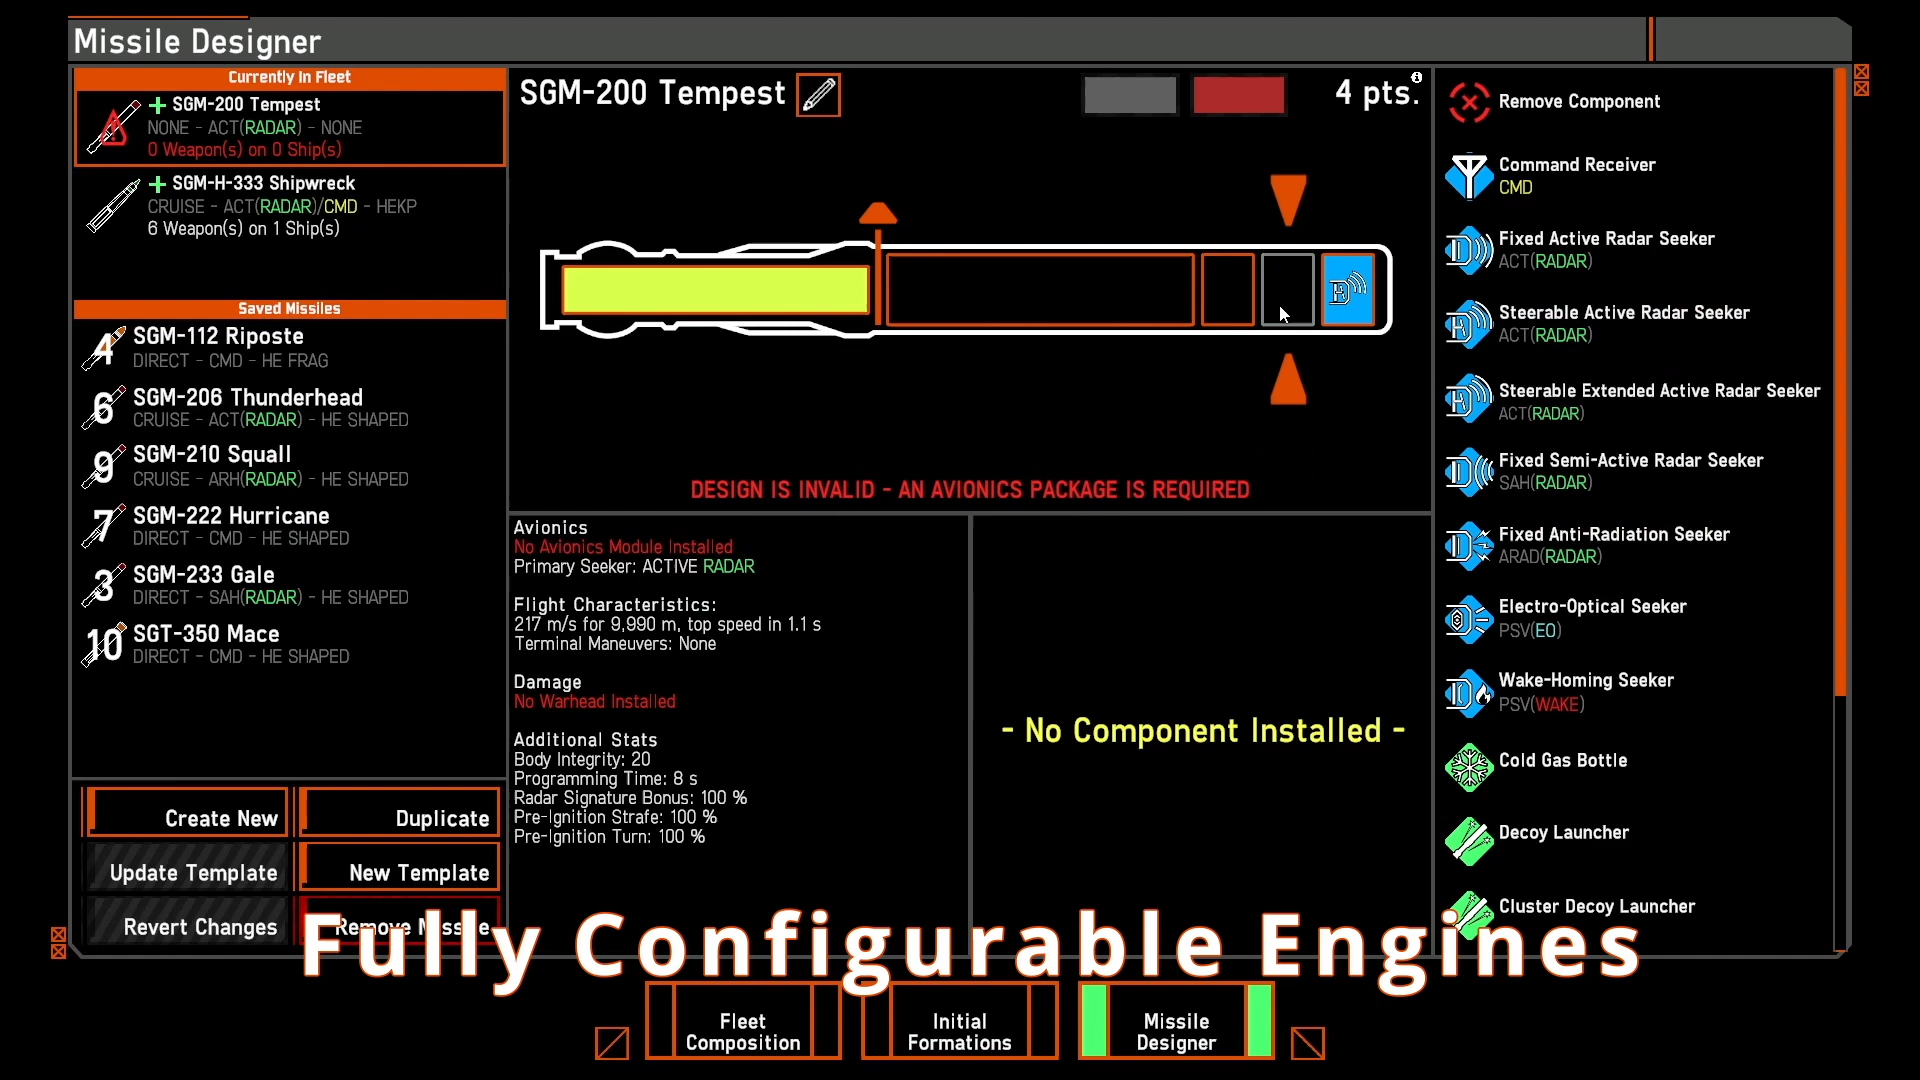 Missile Designer
Currently In Fleet
SGM-200 Tempest
NONE - ACT(RADAR) - NONE
0 Weapon(s) on 0 Ship(s)
SGM-H-333 Shipwreck
CRUISE - ACT(RADAR)/CMD - HEKP
6 Weapon(s) on 1 Ship(s)
Saved Missiles
4
SGM-112 Riposte
DIRECT - CMD - HE FRAG
6
SGM-206 Thunderhead
CRUISE - ACT(RADAR) - HE SHAPED
9
SGM-210 Squall
CRUISE - ARH(RADAR) - HE SHAPED
7
SGM-222 Hurricane
DIRECT - CMD - HE SHAPED
3
SGM-233 Gale
DIRECT - SAH(RADAR) - HE SHAPED
10
SGT-350 Mace
DIRECT - CMD - HE SHAPED
Create New
Duplicate
Update Template
New Template
Revert Changes
Remove Missile
SGM-200 Tempest
4 pts.
DESIGN IS INVALID - AN AVIONICS PACKAGE IS REQUIRED
Avionics
No Avionics Module Installed
Primary Seeker: ACTIVE RADAR
Flight Characteristics:
217 m/s for 9,990 m, top speed in 1.1 s
Terminal Maneuvers: None
Damage
No Warhead Installed
Additional Stats
Body Integrity: 20
Programming Time: 8 s
Radar Signature Bonus: 100 %
Pre-Ignition Strafe: 100 %
Pre-Ignition Turn: 100 %
- No Component Installed -
Remove Component
Command Receiver
CMD
Fixed Active Radar Seeker
ACT(RADAR)
Steerable Active Radar Seeker
ACT(RADAR)
Steerable Extended Active Radar Seeker
ACT(RADAR)
Fixed Semi-Active Radar Seeker
SAH(RADAR)
Fixed Anti-Radiation Seeker
ARAD(RADAR)
Electro-Optical Seeker
PSV(EO)
Wake-Homing Seeker
PSV(WAKE)
Cold Gas Bottle
Decoy Launcher
Cluster Decoy Launcher
Fully Configurable Engines
Fleet
Composition
Initial
Formations
Missile
Designer